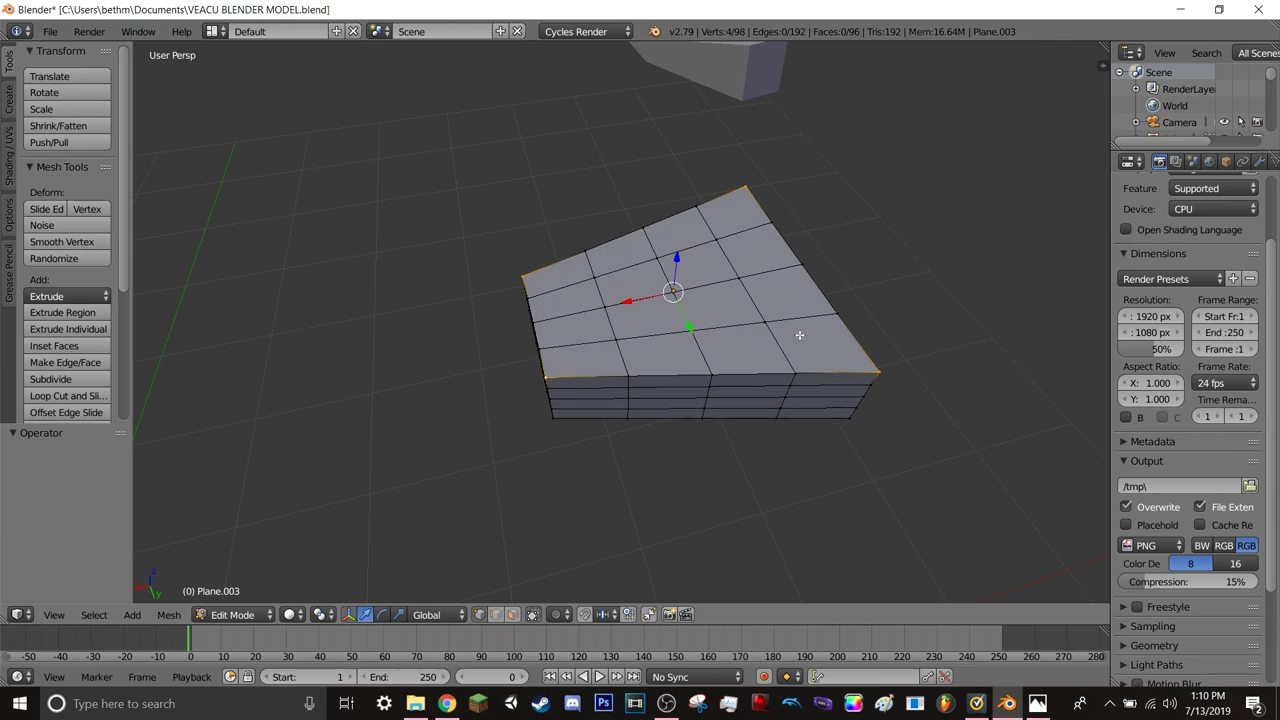 Blender* [C:\Users\bethm\Documents\VEACU BLENDER MODEL.blend]
File Render Window Help Default Scene Cycles Render v2.79 | Verts:4/98 | Edges:0/192 | Faces:0/96 | Tris:192 | Mem:16.64M | Plane.003
Tools
Create
Shading / UVs
Options
Grease Pencil
Transform
Translate
Rotate
Scale
Shrink/Fatten
Push/Pull
Mesh Tools
Deform:
Slide Ed Vertex
Noise
Smooth Vertex
Randomize
Add:
Extrude
Extrude Region
Extrude Individual
Inset Faces
Make Edge/Face
Subdivide
Loop Cut and Sli...
Offset Edge Slide
Operator
User Persp
(0) Plane.003
z
y
View Search All Scenes
Scene
RenderLaye
World
Camera
Feature Supported
Device: CPU
Open Shading Language
Dimensions
Render Presets
Resolution: Frame Range:
: 1920 px Start Fr:1
: 1080 px End :250
50% Frame :1
Aspect Ratio: Frame Rate:
X: 1.000 24 fps
Y: 1.000 Time Rema...
B C 1 1
Metadata
Output
/tmp\
Overwrite File Exten
Placehold Cache Re
PNG BW RGB RGB
Color De 8 16
Compression: 15%
Freestyle
Sampling
Geometry
Light Paths
Motion Blur
View Select Add Mesh Edit Mode Global
-50 -40 -30 -20 -10 0 10 20 30 40 50 60 70 80 90 100 110 120 130 140 150 160 170 180 190 200 210 220 230 240 250 260 270 280
View Marker Frame Playback Start: 1 End: 250 0 No Sync
Type here to search
1:10 PM
7/13/2019